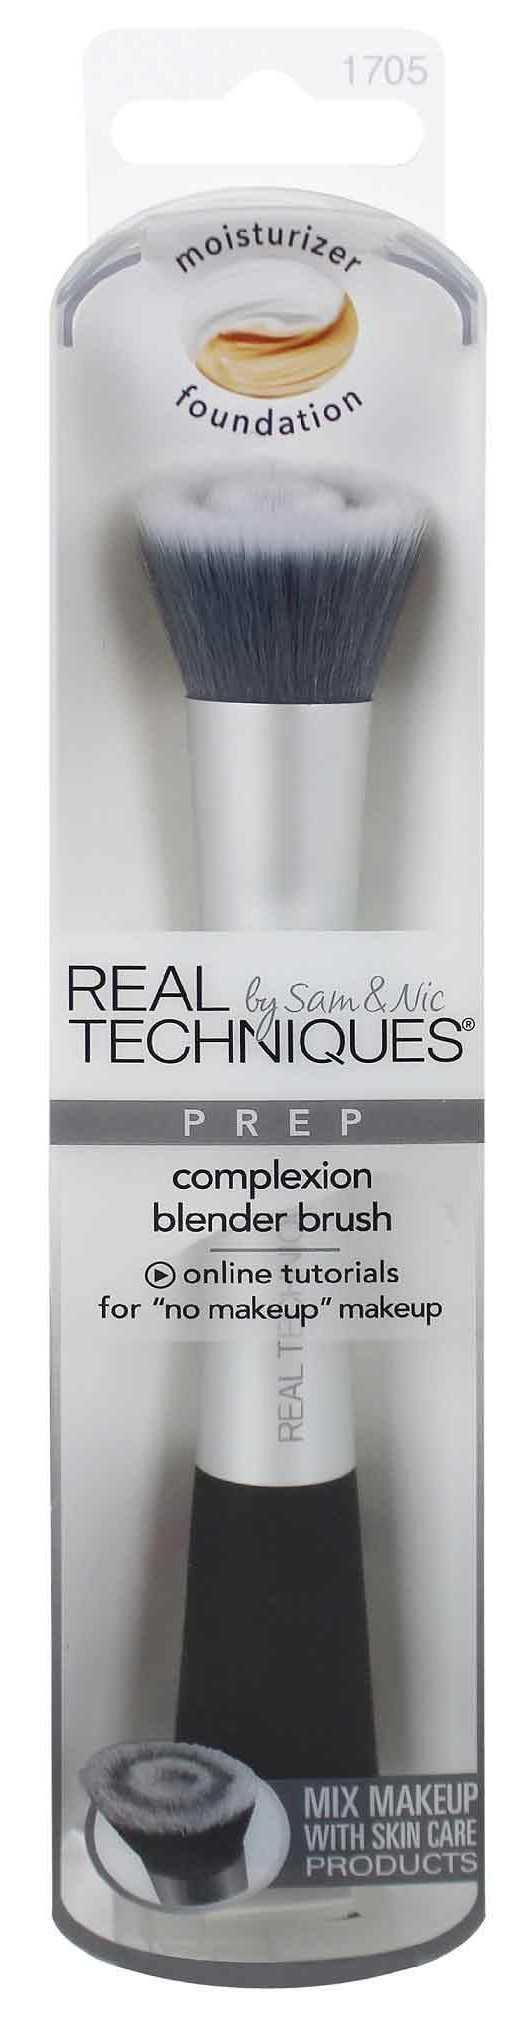 1705
moisturizer
foundation
REAL by Sam & Nic
TECHNIQUES®
PREP
complexion
blender brush
online tutorials
for "no makeup" makeup
REAL TECHNIQ
MIX MAKEUP
WITH SKIN CARE
PRODUCTS